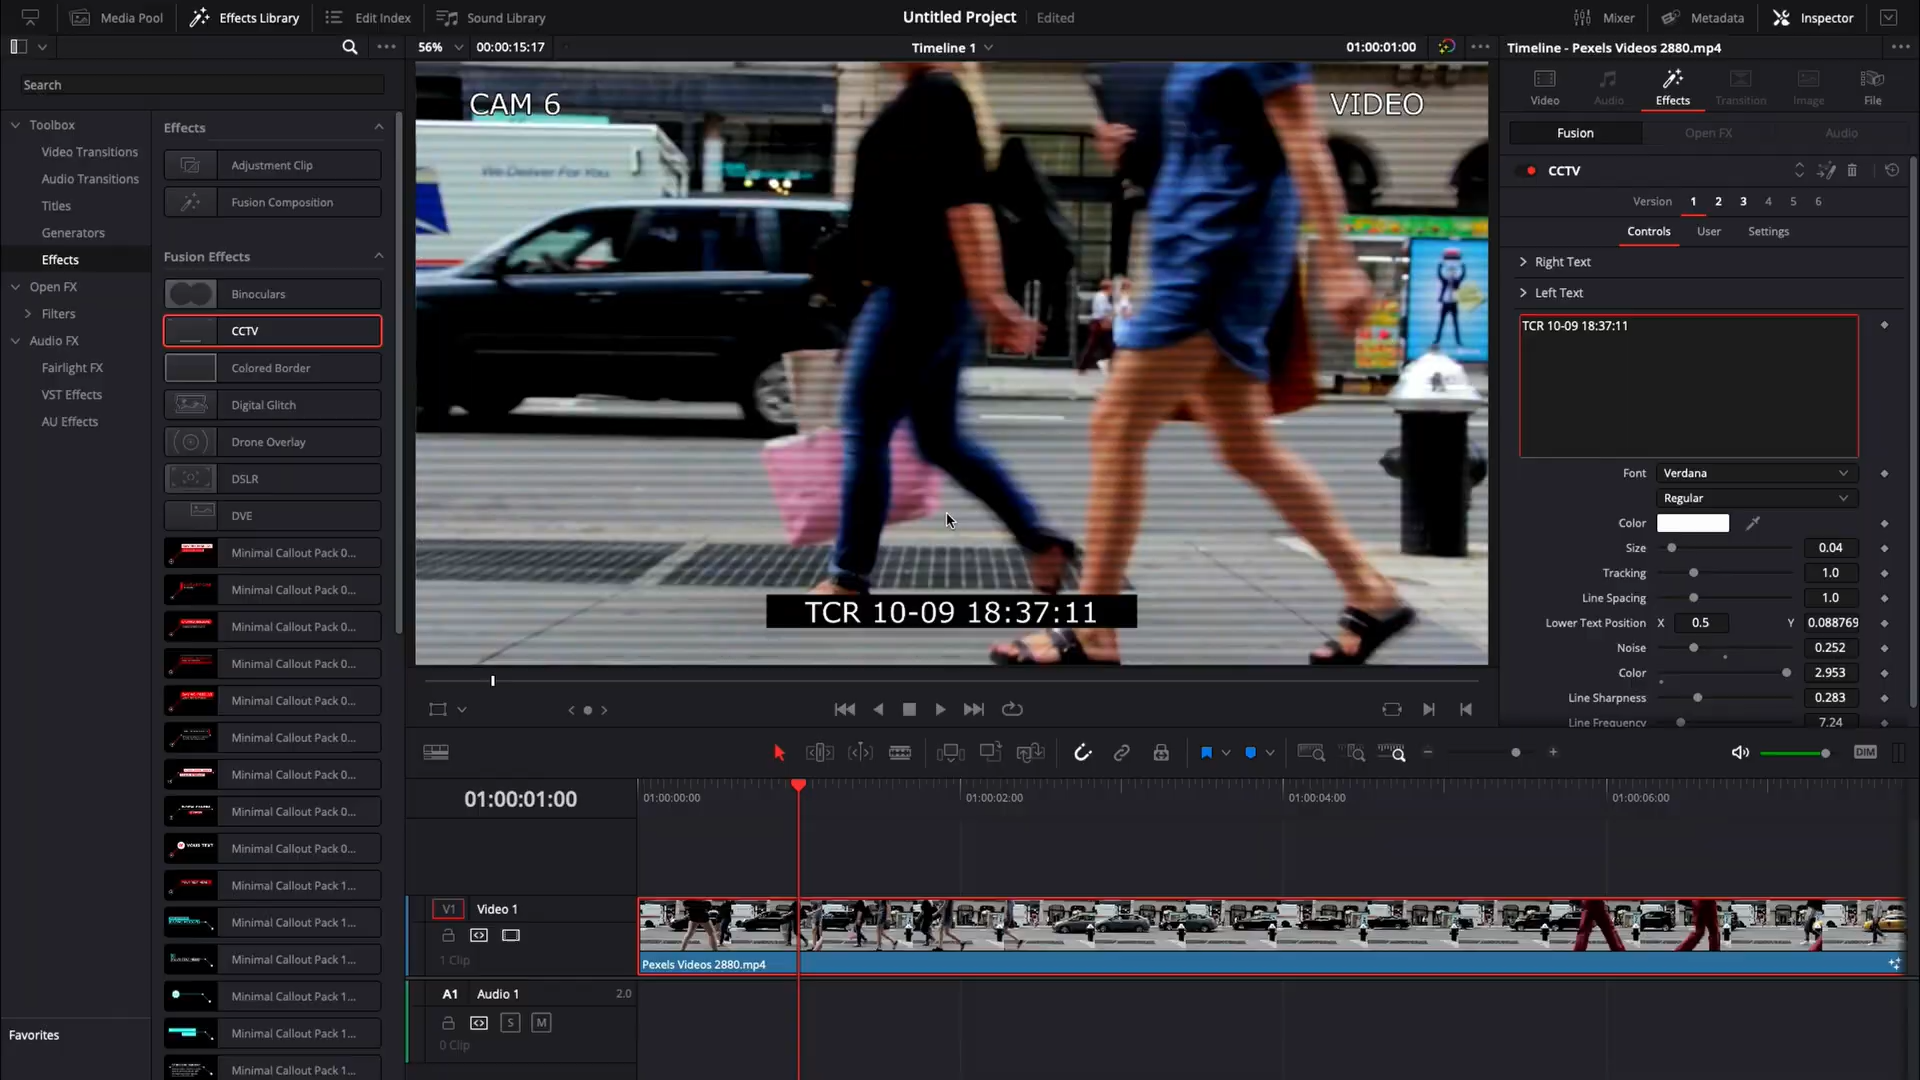 Media Pool
Effects Library
Edit Index
Sound Library
Untitled Project
Edited
Mixer
Metadata
Inspector
56%
00:00:15:17
Timeline 1
01:00:01:00
Timeline - Pexels Videos 2880.mp4
Search
Toolbox
Video Transitions
Audio Transitions
Titles
Generators
Effects
Open FX
Filters
Audio FX
Fairlight FX
VST Effects
AU Effects
Favorites
Effects
Adjustment Clip
Fusion Composition
Fusion Effects
Binoculars
CCTV
Colored Border
Digital Glitch
Drone Overlay
DSLR
DVE
Minimal Callout Pack 0...
Minimal Callout Pack 0...
Minimal Callout Pack 0...
Minimal Callout Pack 0...
Minimal Callout Pack 0...
Minimal Callout Pack 0...
Minimal Callout Pack 0...
Minimal Callout Pack 0...
Minimal Callout Pack 0...
Minimal Callout Pack 1...
Minimal Callout Pack 1...
Minimal Callout Pack 1...
Minimal Callout Pack 1...
Minimal Callout Pack 1...
Minimal Callout Pack 1...
CAM 6
VIDEO
We Deliver For You.
TCR 10-09 18:37:11
Video
Audio
Effects
Transition
Image
File
Fusion
Open FX
Audio
CCTV
Version 1 2 3 4 5 6
Controls
User
Settings
Right Text
Left Text
TCR 10-09 18:37:11
Font Verdana
Regular
Color
Size 0.04
Tracking 1.0
Line Spacing 1.0
Lower Text Position X 0.5 Y 0.088769
Noise 0.252
Color 2.953
Line Sharpness 0.283
Line Frequency 7.24
DIM
01:00:01:00
01:00:00:00
01:00:02:00
01:00:04:00
01:00:06:00
V1
Video 1
1 Clip
Pexels Videos 2880.mp4
A1
Audio 1
2.0
S
M
0 Clip